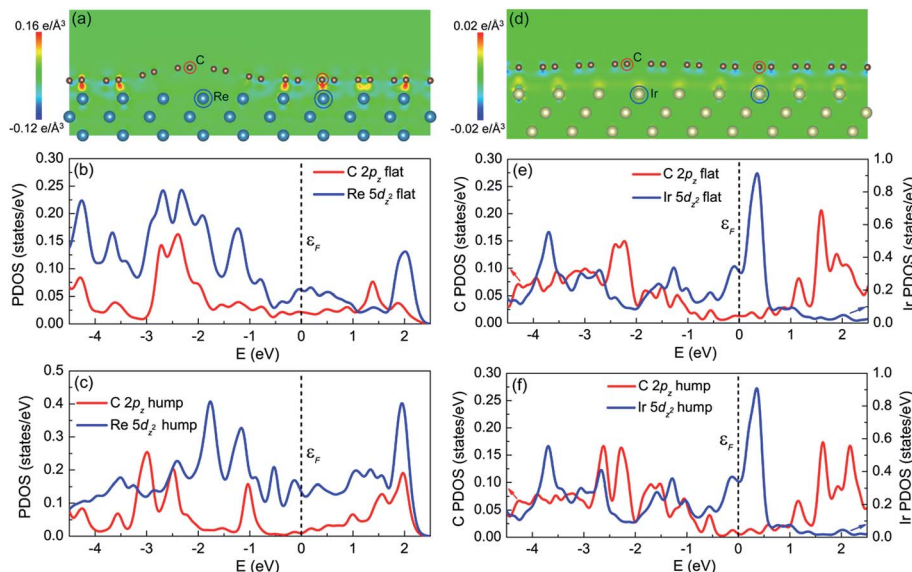 0.16 e/Å³
(a)
C
Re
-0.12 e/Å³
0.02 e/Å³
(d)
C
Ir
-0.02 e/Å³
(b)
C 2pz flat
Re 5dz² flat
εF
PDOS (states/eV)
0.30
0.25
0.20
0.15
0.10
0.05
0.00
-4 -3 -2 -1 0 1 2
E (eV)
(e)
C 2pz flat
Ir 5dz² flat
εF
C PDOS (states/eV)
0.30
0.25
0.20
0.15
0.10
0.05
0.00
1.0
0.8
0.6
0.4
0.2
0.0
Ir PDOS (states/eV)
-4 -3 -2 -1 0 1 2
E (eV)
(c)
C 2pz hump
Re 5dz² hump
εF
PDOS (states/eV)
0.5
0.4
0.3
0.2
0.1
0.0
-4 -3 -2 -1 0 1 2
E (eV)
(f)
C 2pz hump
Ir 5dz² hump
εF
C PDOS (states/eV)
0.30
0.25
0.20
0.15
0.10
0.05
0.00
1.0
0.8
0.6
0.4
0.2
0.0
Ir PDOS (states/eV)
-4 -3 -2 -1 0 1 2
E (eV)